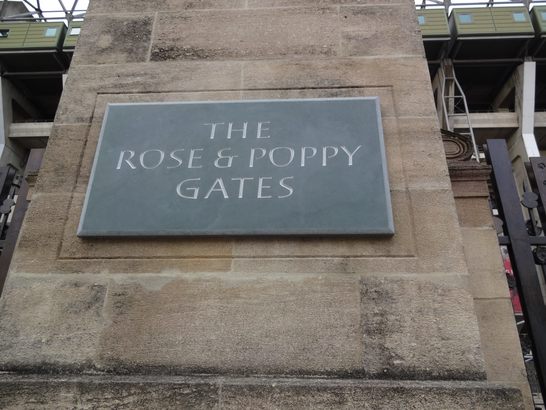 THE
ROSE & POPPY
GATES